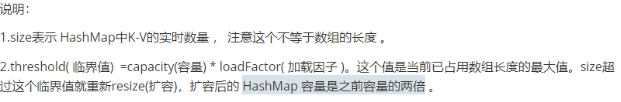 说明：
1.size表示 HashMap中K-V的实时数量 ， 注意这个不等于数组的长度 。
2.threshold( 临界值) =capacity(容量) * loadFactor( 加载因子 )。这个值是当前已占用数组长度的最大值。size超
过这个临界值就重新resize(扩容)，扩容后的 HashMap 容量是之前容量的两倍 。